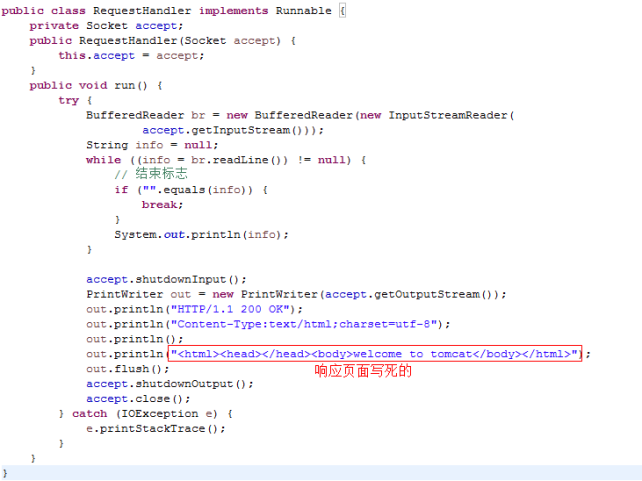 public class RequestHandler implements Runnable {
    private Socket accept;
    public RequestHandler(Socket accept) {
        this.accept = accept;
    }
    public void run() {
        try {
            BufferedReader br = new BufferedReader(new InputStreamReader(
                    accept.getInputStream()));
            String info = null;
            while ((info = br.readLine()) != null) {
                // 结束标志
                if ("".equals(info)) {
                    break;
                }
                System.out.println(info);
            }

            accept.shutdownInput();
            PrintWriter out = new PrintWriter(accept.getOutputStream());
            out.println("HTTP/1.1 200 OK");
            out.println("Content-Type:text/html;charset=utf-8");
            out.println();
            out.println("<html><head></head><body>welcome to tomcat</body></html>");
            out.flush();
响应页面写死的
            accept.shutdownOutput();
            accept.close();
        } catch (IOException e) {
            e.printStackTrace();
        }
    }
}